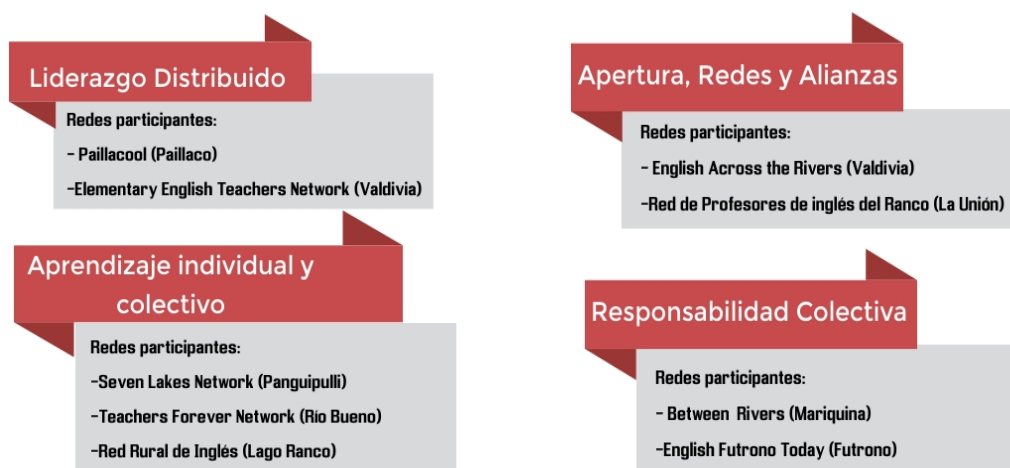 Liderazgo Distribuido
Redes participantes:
- Paillacool (Paillaco)
-Elementary English Teachers Network (Valdivia)
Apertura, Redes y Alianzas
Redes participantes:
- English Across the Rivers (Valdivia)
-Red de Profesores de inglés del Ranco (La Unión)
Aprendizaje individual y
colectivo
Redes participantes:
-Seven Lakes Network (Panguipulli)
-Teachers Forever Network (Río Bueno)
-Red Rural de Inglés (Lago Ranco)
Responsabilidad Colectiva
Redes participantes:
- Between Rivers (Mariquina)
-English Futrono Today (Futrono)